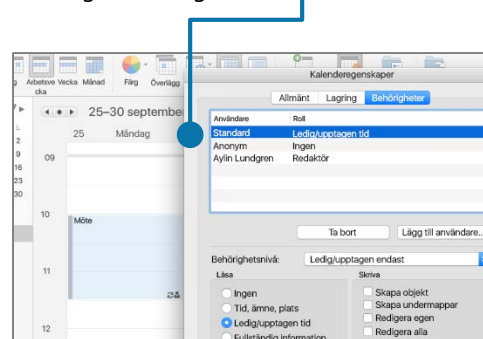 Kalenderegenskaper
Arbetsve
cka
Vecka
Månad
Färg
Överlägg
Allmänt
Lagring
Behörigheter
25–30 september
25
Måndag
2
9
16
23
30
09
10
11
12
Möte
Användare
Roll
Standard
Ledig/upptagen tid
Anonym
Ingen
Aylin Lundgren
Redaktör
Ta bort
Lägg till användare...
Behörighetsnivå:
Ledig/upptagen endast
Läsa
Ingen
Tid, ämne, plats
Ledig/upptagen tid
Fullständig information
Skriva
Skapa objekt
Skapa undermappar
Redigera egen
Redigera alla